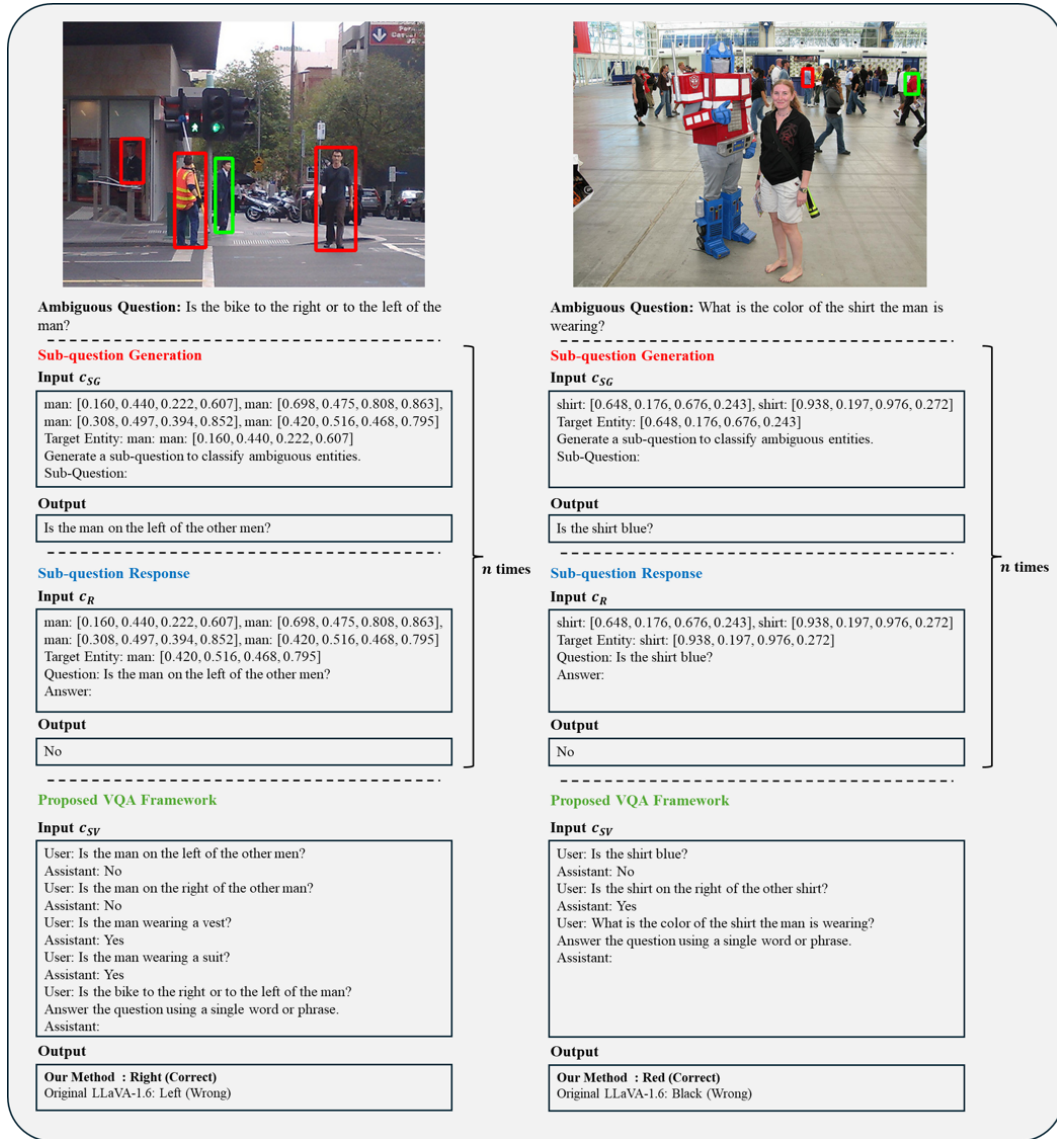 Ambiguous Question: Is the bike to the right or to the left of the
man?
Sub-question Generation
Input c_SG
man: [0.160, 0.440, 0.222, 0.607], man: [0.698, 0.475, 0.808, 0.863],
man: [0.308, 0.497, 0.394, 0.852], man: [0.420, 0.516, 0.468, 0.795]
Target Entity: man: man: [0.160, 0.440, 0.222, 0.607]
Generate a sub-question to classify ambiguous entities.
Sub-Question:
Output
Is the man on the left of the other men?
Sub-question Response
Input c_R
man: [0.160, 0.440, 0.222, 0.607], man: [0.698, 0.475, 0.808, 0.863],
man: [0.308, 0.497, 0.394, 0.852], man: [0.420, 0.516, 0.468, 0.795]
Target Entity: man: [0.420, 0.516, 0.468, 0.795]
Question: Is the man on the left of the other men?
Answer:
Output
No
n times
Proposed VQA Framework
Input c_SV
User: Is the man on the left of the other men?
Assistant: No
User: Is the man on the right of the other man?
Assistant: No
User: Is the man wearing a vest?
Assistant: Yes
User: Is the man wearing a suit?
Assistant: Yes
User: Is the bike to the right or to the left of the man?
Answer the question using a single word or phrase.
Assistant:
Output
Our Method : Right (Correct)
Original LLaVA-1.6: Left (Wrong)
Ambiguous Question: What is the color of the shirt the man is
wearing?
Sub-question Generation
Input c_SG
shirt: [0.648, 0.176, 0.676, 0.243], shirt: [0.938, 0.197, 0.976, 0.272]
Target Entity: [0.648, 0.176, 0.676, 0.243]
Generate a sub-question to classify ambiguous entities.
Sub-Question:
Output
Is the shirt blue?
Sub-question Response
Input c_R
shirt: [0.648, 0.176, 0.676, 0.243], shirt: [0.938, 0.197, 0.976, 0.272]
Target Entity: shirt: [0.938, 0.197, 0.976, 0.272]
Question: Is the shirt blue?
Answer:
Output
No
n times
Proposed VQA Framework
Input c_SV
User: Is the shirt blue?
Assistant: No
User: Is the shirt on the right of the other shirt?
Assistant: Yes
User: What is the color of the shirt the man is wearing?
Answer the question using a single word or phrase.
Assistant:
Output
Our Method : Red (Correct)
Original LLaVA-1.6: Black (Wrong)